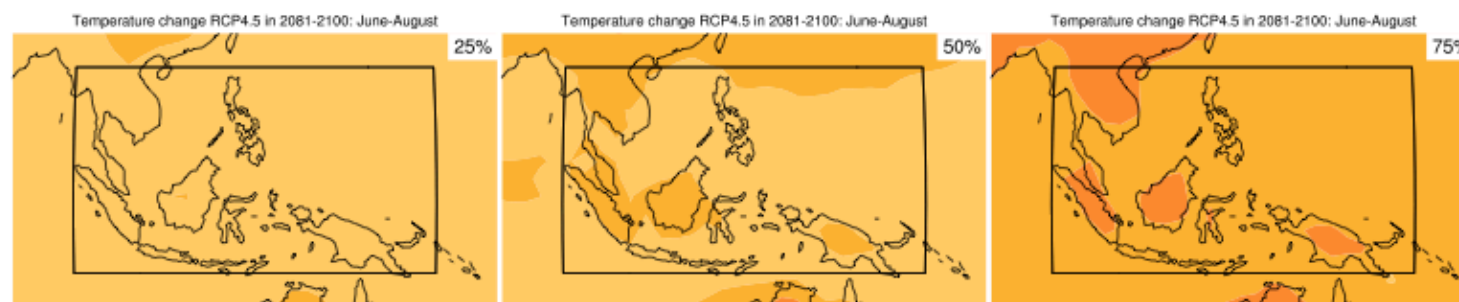 Temperature change RCP4.5 in 2081-2100: June-August
25%
Temperature change RCP4.5 in 2081-2100: June-August
50%
Temperature change RCP4.5 in 2081-2100: June-August
75%